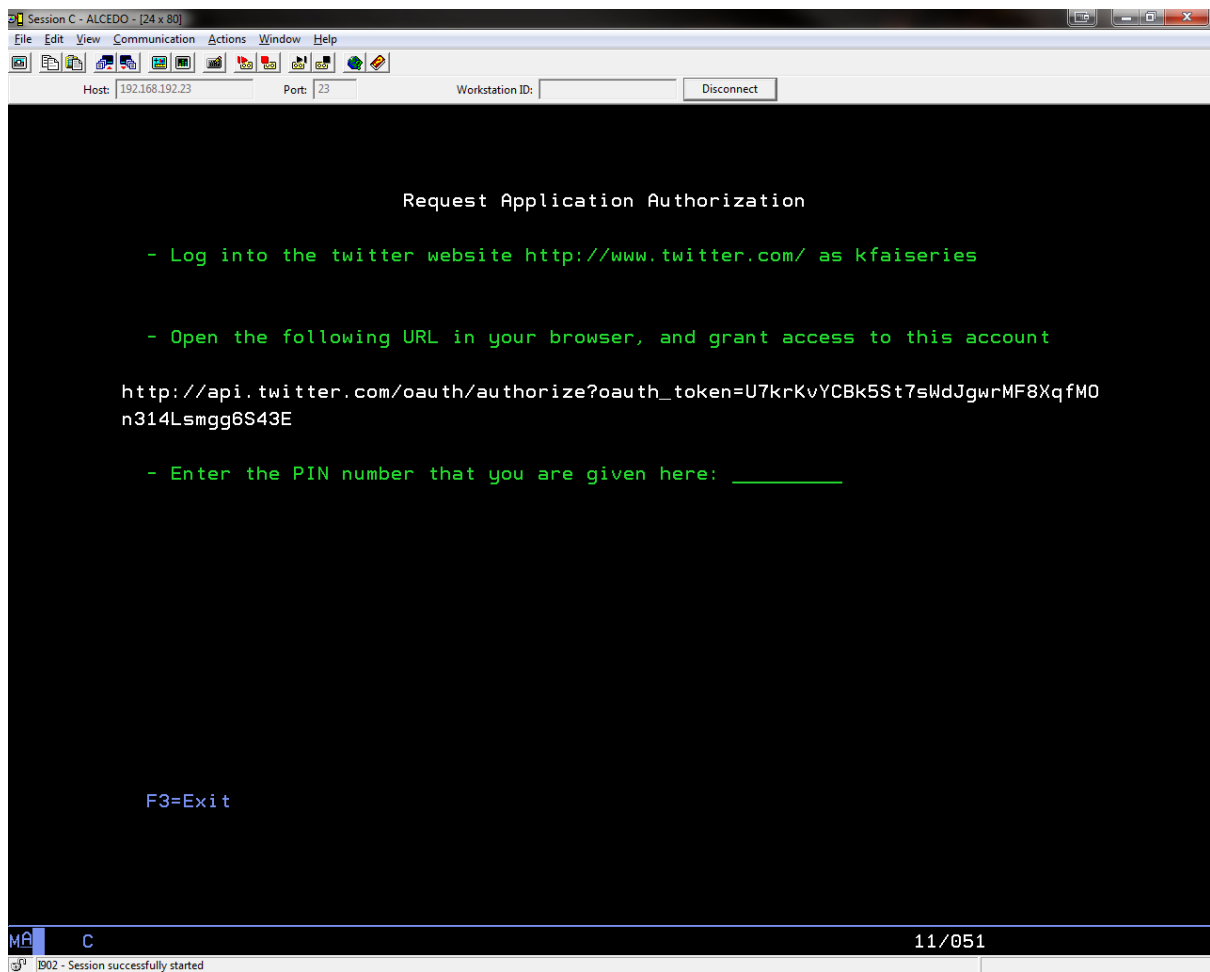 Session C - ALCEDO - [24 x 80]
File Edit View Communication Actions Window Help
Host: 192.168.192.23 Port: 23 Workstation ID: Disconnect
Request Application Authorization
- Log into the twitter website http://www.twitter.com/ as kfaiseries
- Open the following URL in your browser, and grant access to this account
http://api.twitter.com/oauth/authorize?oauth_token=U7krKvYCBk5St7sWdJgwrMF8XqfMO
n314Lsmgg6S43E
- Enter the PIN number that you are given here:
F3=Exit
MA C 11/051
I902 - Session successfully started